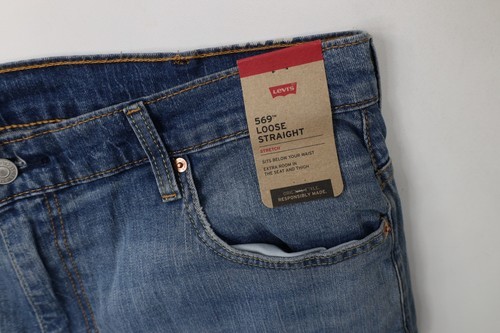 Levi's
569™
LOOSE
STRAIGHT
STRETCH
SITS BELOW YOUR WAIST
EXTRA ROOM IN
THE SEAT AND THIGH
RESPONSIBLY MADE.